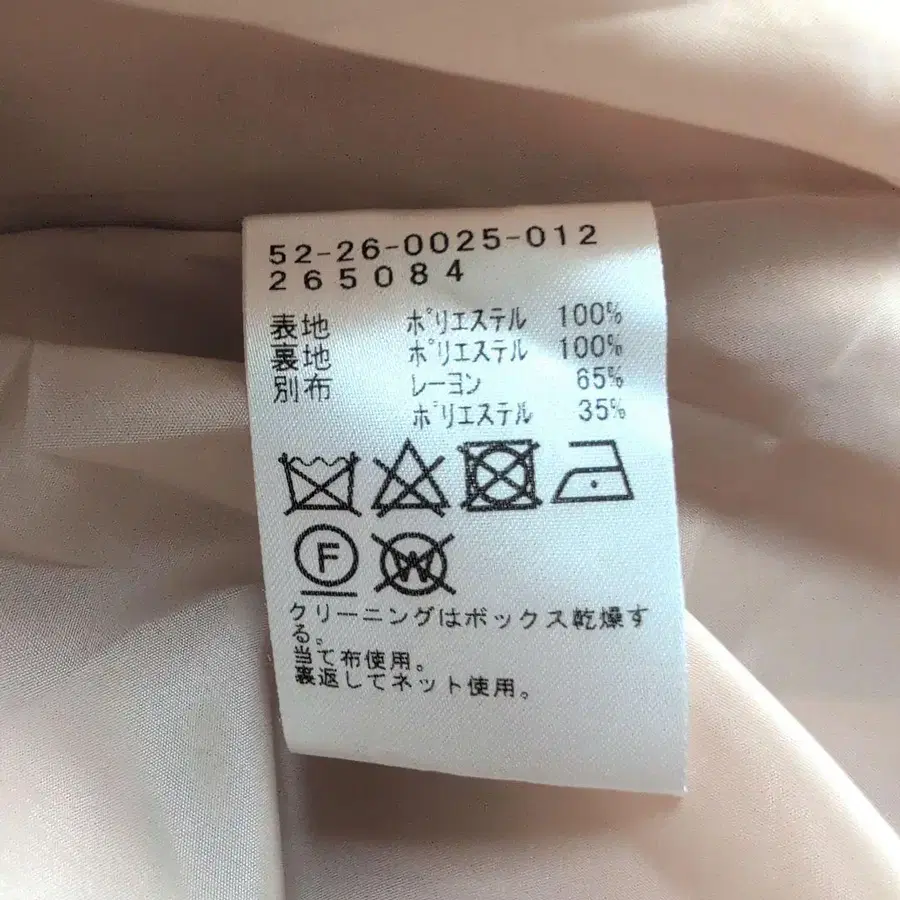 52-26-0025-012
265084
表地 ポリエステル 100%
裏地 ポリエステル 100%
別布 レーヨン 65%
ポリエステル 35%
F W
クリーニングはボックス乾燥す
る。
当て布使用。
裏返してネット使用。